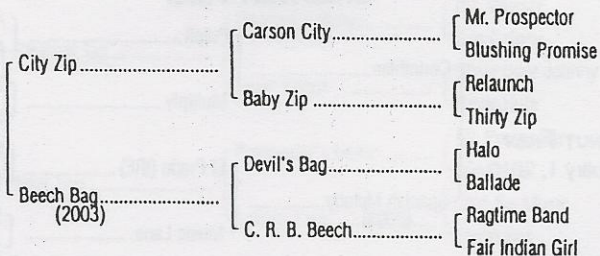 Mr. Prospector
Carson City..............................
Blushing Promise
City Zip........................................
Relaunch
Baby Zip ................................
Thirty Zip
Halo
Devil's Bag..............................
Ballade
Beech Bag..................................
(2003)
Ragtime Band
C. R. B. Beech........................
Fair Indian Girl